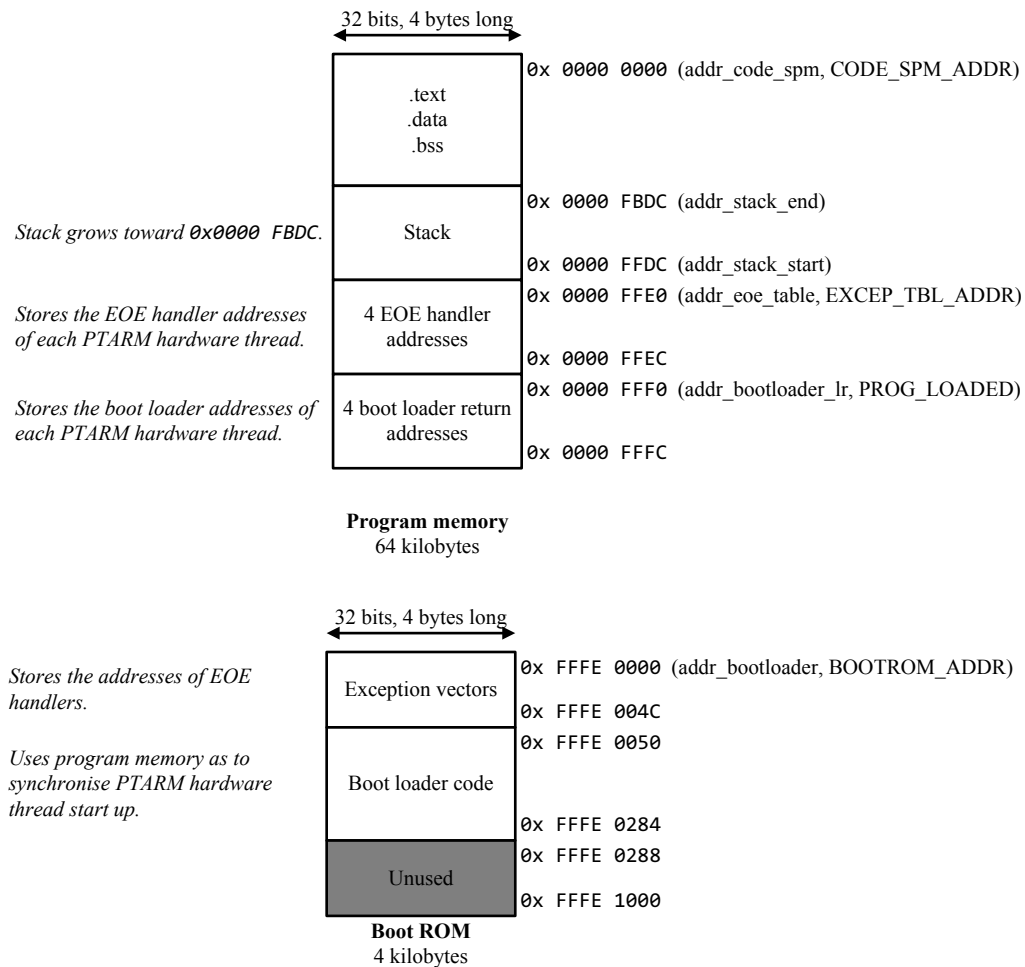 32 bits, 4 bytes long
0x 0000 0000 (addr_code_spm, CODE_SPM_ADDR)
.text
.data
.bss
0x 0000 FBDC (addr_stack_end)
Stack grows toward 0x0000 FBDC.
Stack
0x 0000 FFDC (addr_stack_start)
0x 0000 FFE0 (addr_eoe_table, EXCEP_TBL_ADDR)
Stores the EOE handler addresses
of each PTARM hardware thread.
4 EOE handler
addresses
0x 0000 FFEC
0x 0000 FFF0 (addr_bootloader_lr, PROG_LOADED)
Stores the boot loader addresses of
each PTARM hardware thread.
4 boot loader return
addresses
0x 0000 FFFC
Program memory
64 kilobytes
32 bits, 4 bytes long
0x FFFE 0000 (addr_bootloader, BOOTROM_ADDR)
Stores the addresses of EOE
handlers.
Exception vectors
0x FFFE 004C
0x FFFE 0050
Uses program memory as to
synchronise PTARM hardware
thread start up.
Boot loader code
0x FFFE 0284
0x FFFE 0288
Unused
0x FFFE 1000
Boot ROM
4 kilobytes